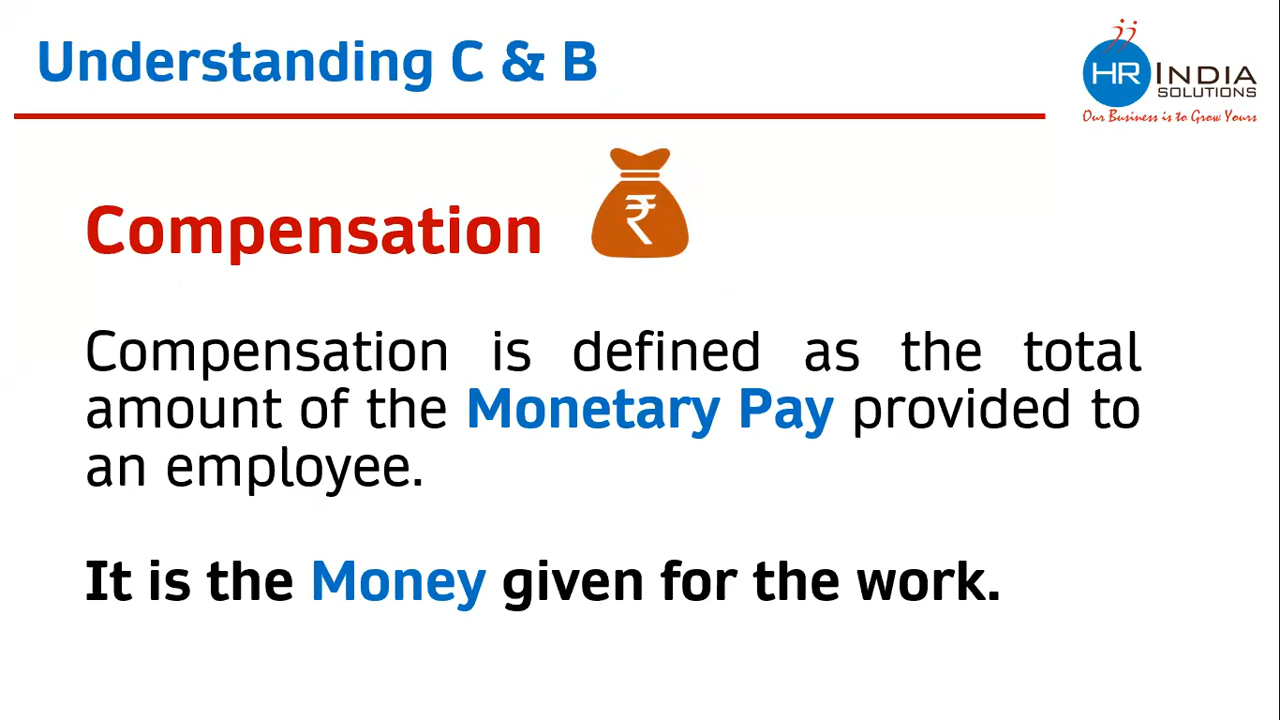 Understanding C & B
HR INDIA
SOLUTIONS
Our Business is to Grow Yours
Compensation
₹
Compensation is defined as the total
amount of the Monetary Pay provided to
an employee.
It is the Money given for the work.